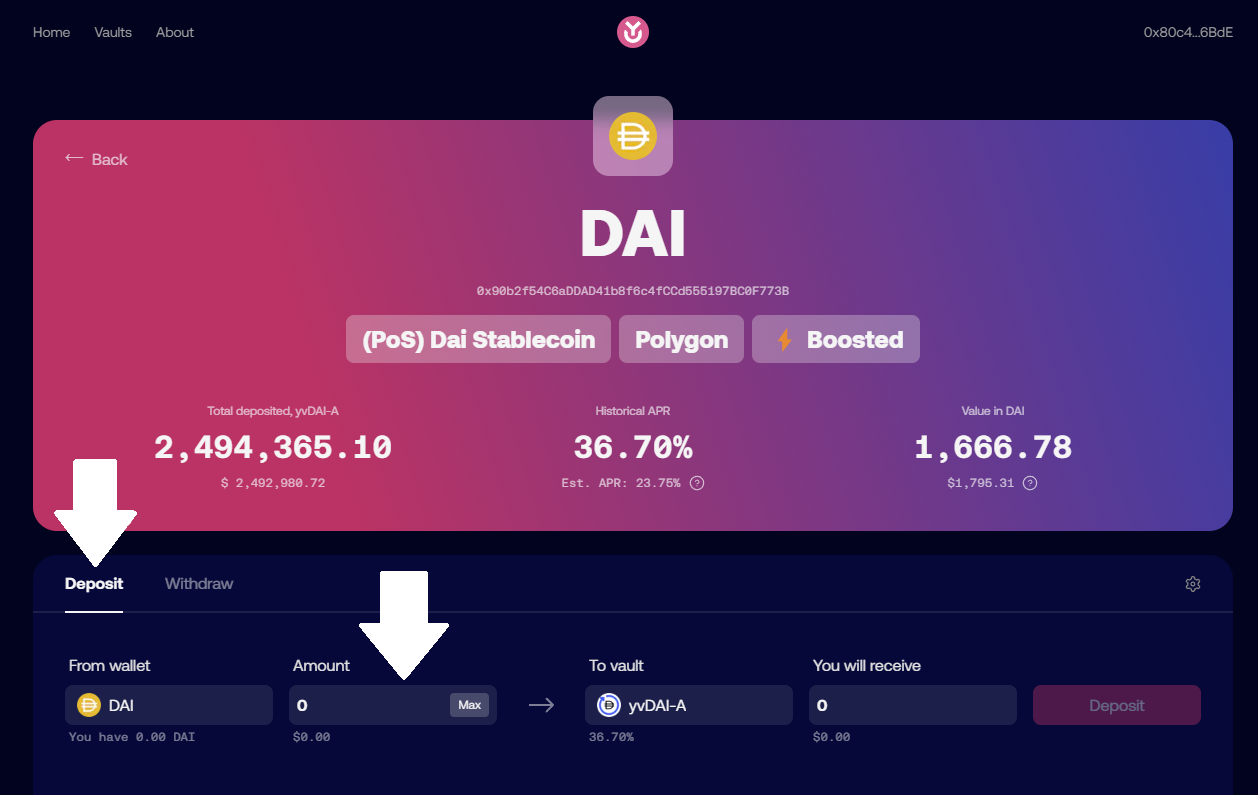 Home Vaults About 0x80c4...6BdE
← Back
DAI
0x90b2f54C6aDDAD41b8f6c4fCCd555197BC0F773B
(PoS) Dai Stablecoin Polygon Boosted
Total deposited, yvDAI-A Historical APR Value in DAI
2,494,365.10 36.70% 1,666.78
$ 2,492,980.72 Est. APR: 23.75% ? $1,795.31 ?
Deposit Withdraw
From wallet Amount To vault You will receive
DAI 0 Max → yvDAI-A 0 Deposit
You have 0.00 DAI $0.00 36.70% $0.00